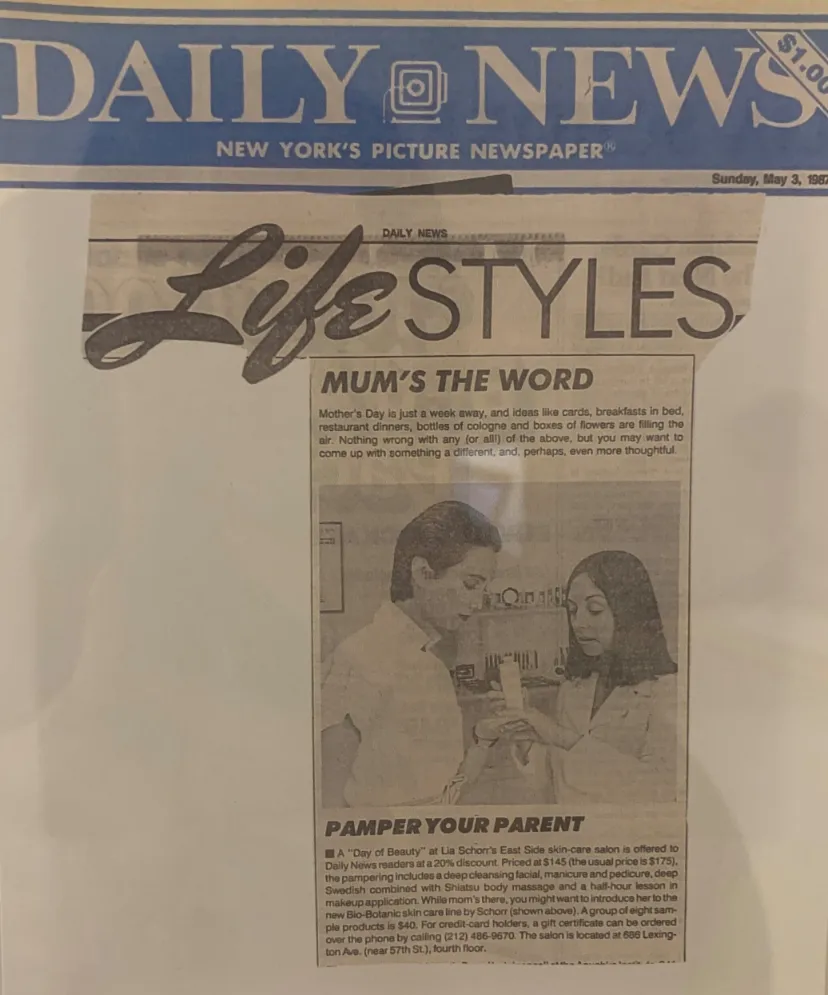 DAILY NEWS
$1.00
NEW YORK'S PICTURE NEWSPAPER®
Sunday, May 3, 1987
DAILY NEWS
LifeSTYLES
MUM'S THE WORD
Mother's Day is just a week away, and ideas like cards, breakfasts in bed,
restaurant dinners, bottles of cologne and boxes of flowers are filling the
air. Nothing wrong with any (or all!) of the above, but you may want to
come up with something a different, and, perhaps, even more thoughtful.
PAMPER YOUR PARENT
■ A "Day of Beauty" at Lia Schorr's East Side skin-care salon is offered to
Daily News readers at a 20% discount. Priced at $145 (the usual price is $175),
the pampering includes a deep cleansing facial, manicure and pedicure, deep
Swedish combined with Shiatsu body massage and a half-hour lesson in
makeup application. While mom's there, you might want to introduce her to the
new Bio-Botanic skin care line by Schorr (shown above). A group of eight sam-
ple products is $40. For credit-card holders, a gift certificate can be ordered
over the phone by calling (212) 486-9670. The salon is located at 686 Lexing-
ton Ave. (near 57th St.), fourth floor.